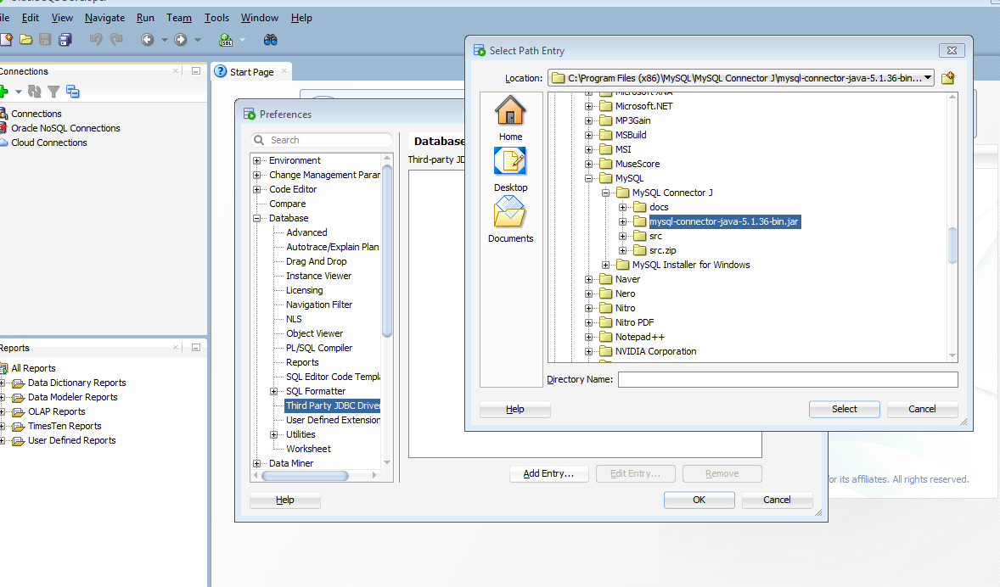 ile Edit View Navigate Run Team Tools Window Help
SQL
Connections
Connections
Oracle NoSQL Connections
Cloud Connections
Reports
All Reports
Data Dictionary Reports
Data Modeler Reports
OLAP Reports
TimesTen Reports
User Defined Reports
Start Page
Preferences
Search
Environment
Change Management Parar
Code Editor
Compare
Database
Advanced
Autotrace/Explain Plan
Drag And Drop
Instance Viewer
Licensing
Navigation Filter
NLS
Object Viewer
PL/SQL Compiler
Reports
SQL Editor Code Templa
SQL Formatter
Third Party JDBC Driver
User Defined Extension
Utilities
Worksheet
Data Miner
Database
Third-party JD
Add Entry...
Edit Entry...
Remove
Help
OK
Cancel
Select Path Entry
Location:
C:\Program Files (x86)\MySQL\MySQL Connector J\mysql-connector-java-5.1.36-bin...
Home
Desktop
Documents
Microsoft XNA
Microsoft.NET
MP3Gain
MSBuild
MSI
MuseScore
MySQL
MySQL Connector J
docs
mysql-connector-java-5.1.36-bin.jar
src
src.zip
MySQL Installer for Windows
Naver
Nero
Nitro
Nitro PDF
Notepad++
NVIDIA Corporation
Directory Name:
Help
Select
Cancel
or its affiliates. All rights reserved.